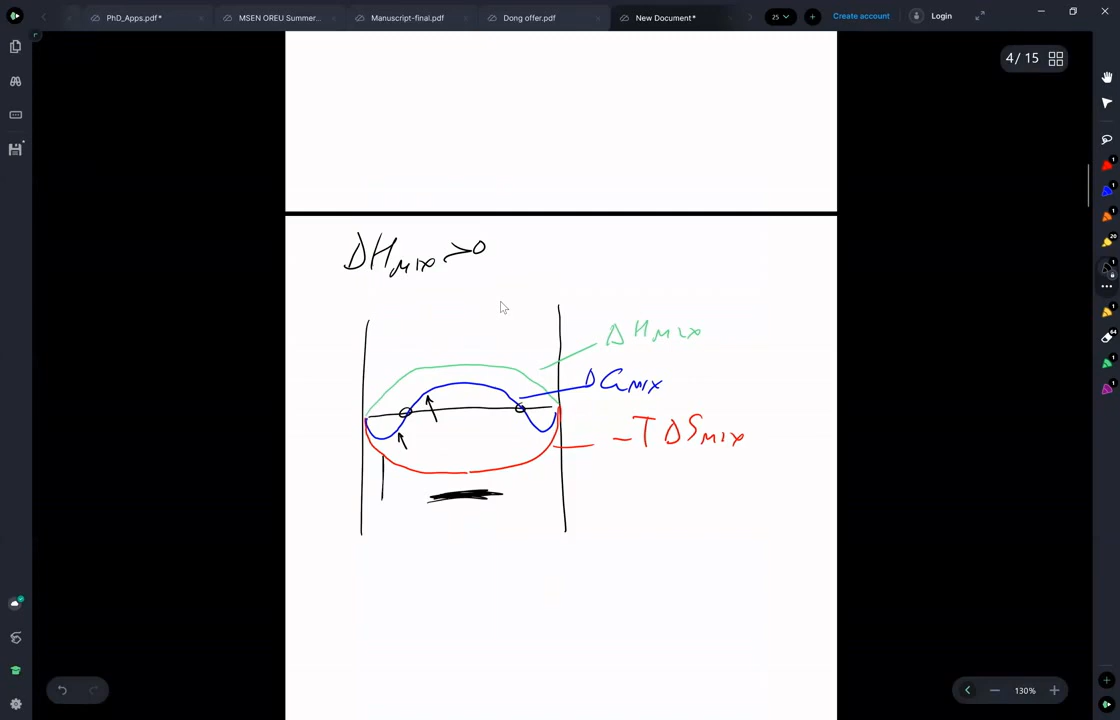 PhD_Apps.pdf*
MSEN OREU Summer...
Manuscript-final.pdf
Dong offer.pdf
New Document*
25
Create account
Login
4/15
ΔHMIX >0
ΔHMIX
ΔGMIX
-TΔSMIX
130%